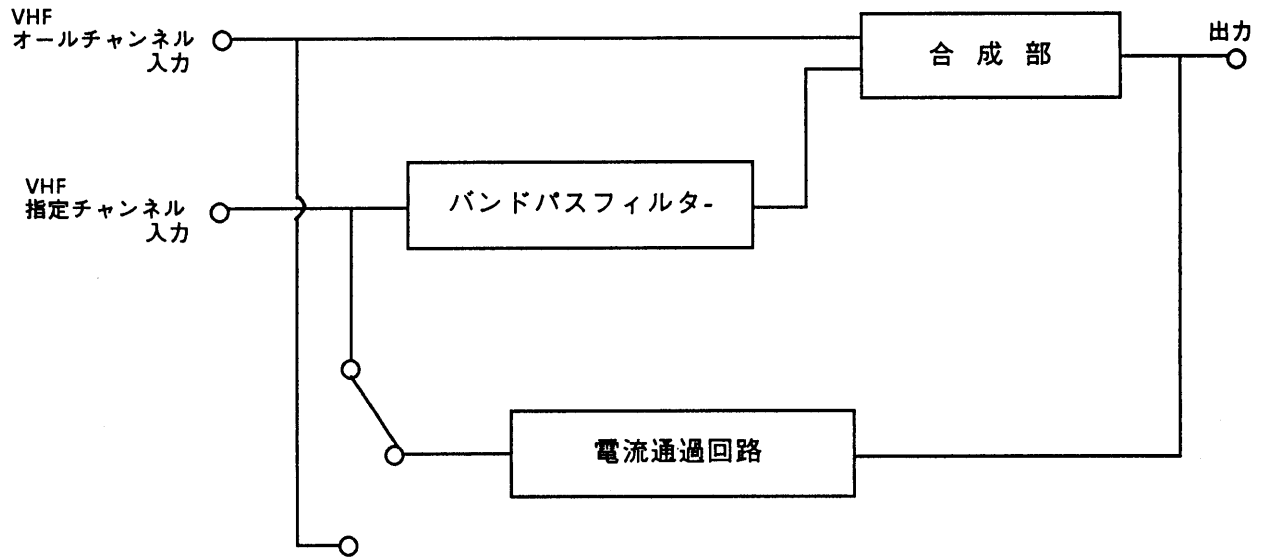 VHF
オールチャンネル
入力
合成部
出力
VHF
指定チャンネル
入力
バンドパスフィルタ-
電流通過回路